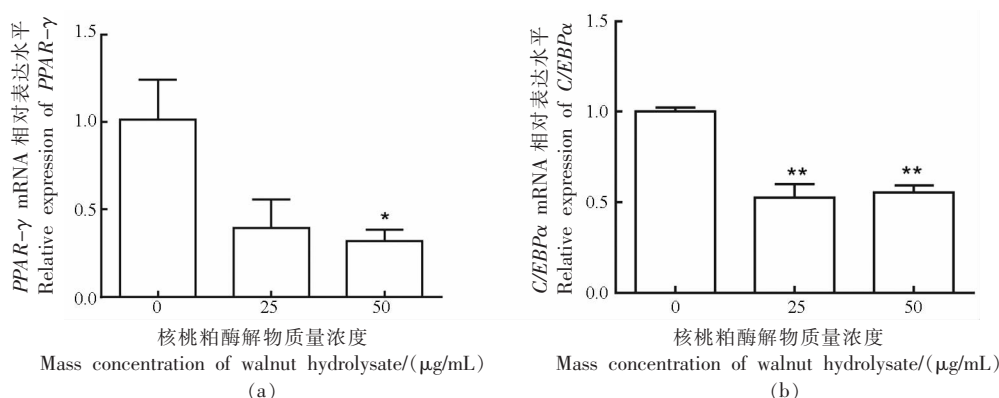 PPAR-γ mRNA 相对表达水平
Relative expression of PPAR-γ
1.5
1.0
0.5
0.0
*
0
25
50
核桃粕酶解物质量浓度
Mass concentration of walnut hydrolysate/(μg/mL)
(a)
C/EBPα mRNA 相对表达水平
Relative expression of C/EBPα
1.5
1.0
0.5
0.0
**
**
0
25
50
核桃粕酶解物质量浓度
Mass concentration of walnut hydrolysate/(μg/mL)
(b)